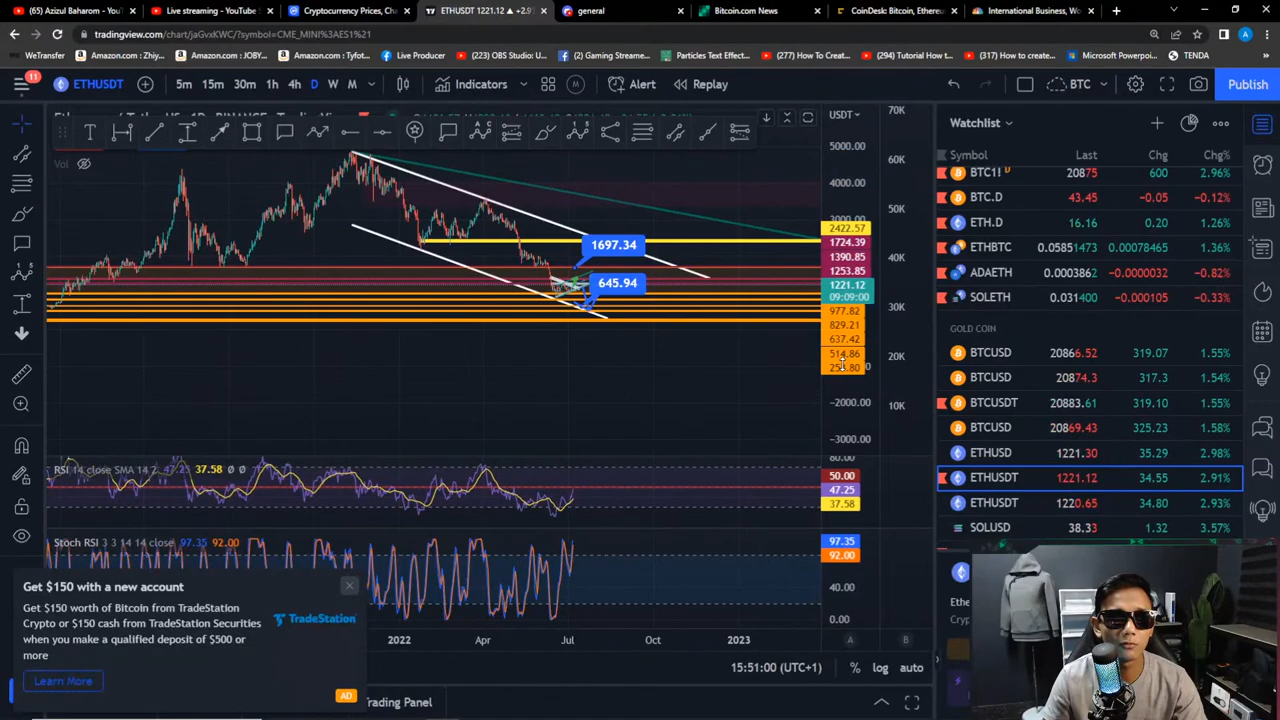 (65) Azizul Baharom - You
Live streaming - YouTube
Cryptocurrency Prices, Cha
ETHUSDT 1221.12 ▲ +2.9
general
Bitcoin.com News
CoinDesk: Bitcoin, Ethereu
International Business, Wo
tradingview.com/chart/jaGvxKWC/?symbol=CME_MINI%3AES1%21
WeTransfer
Amazon.com : Zhiy...
Amazon.com: JOBY...
Amazon.com: Tyfot...
Live Producer
(223) OBS Studio: U...
(2) Gaming Streame...
Particles Text Effect...
(277) How To Creat...
(294) Tutorial How t...
(317) How to creat...
Microsoft Powerpoi...
TENDA
11
ETHUSDT
5m 15m 30m 1h 4h D W M
Indicators
Alert
Replay
BTC
Publish
Vol
USDT
5000.00
4000.00
3000.00
2422.57
1724.39
1390.85
1253.85
1221.12
09:09:00
977.82
829.21
637.42
514.86
−2000.00
−3000.00
70K
60K
50K
40K
30K
20K
10K
1697.34
645.94
RSI 14 close SMA 14 2 47.25 37.58
80.00
50.00
47.25
37.58
Stoch RSI 3 3 14 14 close 97.35 92.00
97.35
92.00
40.00
0.00
2022 Apr Jul Oct 2023
A
B
15:51:00 (UTC+1)
% log auto
Trading Panel
Get $150 with a new account
Get $150 worth of Bitcoin from TradeStation
Crypto or $150 cash from TradeStation Securities
when you make a qualified deposit of $500 or
more
TradeStation
Learn More
AD
Watchlist
Symbol Last Chg Chg%
BTC1! D 20875 600 2.96%
BTC.D 43.45 −0.05 −0.12%
ETH.D 16.16 0.20 1.26%
ETHBTC 0.05851473 0.00078465 1.36%
ADAETH −0.0000032 −0.82%
SOLETH 0.031400 −0.33%
GOLD COIN
BTCUSD 20866.52 319.07 1.55%
BTCUSD 20874.3 317.3 1.54%
BTCUSDT 20883.61 319.10 1.55%
BTCUSD 20869.43 325.23 1.58%
ETHUSD 1221.30 35.29 2.98%
ETHUSDT 1221.12 34.55 2.91%
ETHUSDT 1220.65 34.80 2.93%
SOLUSD 38.33 1.32 3.57%